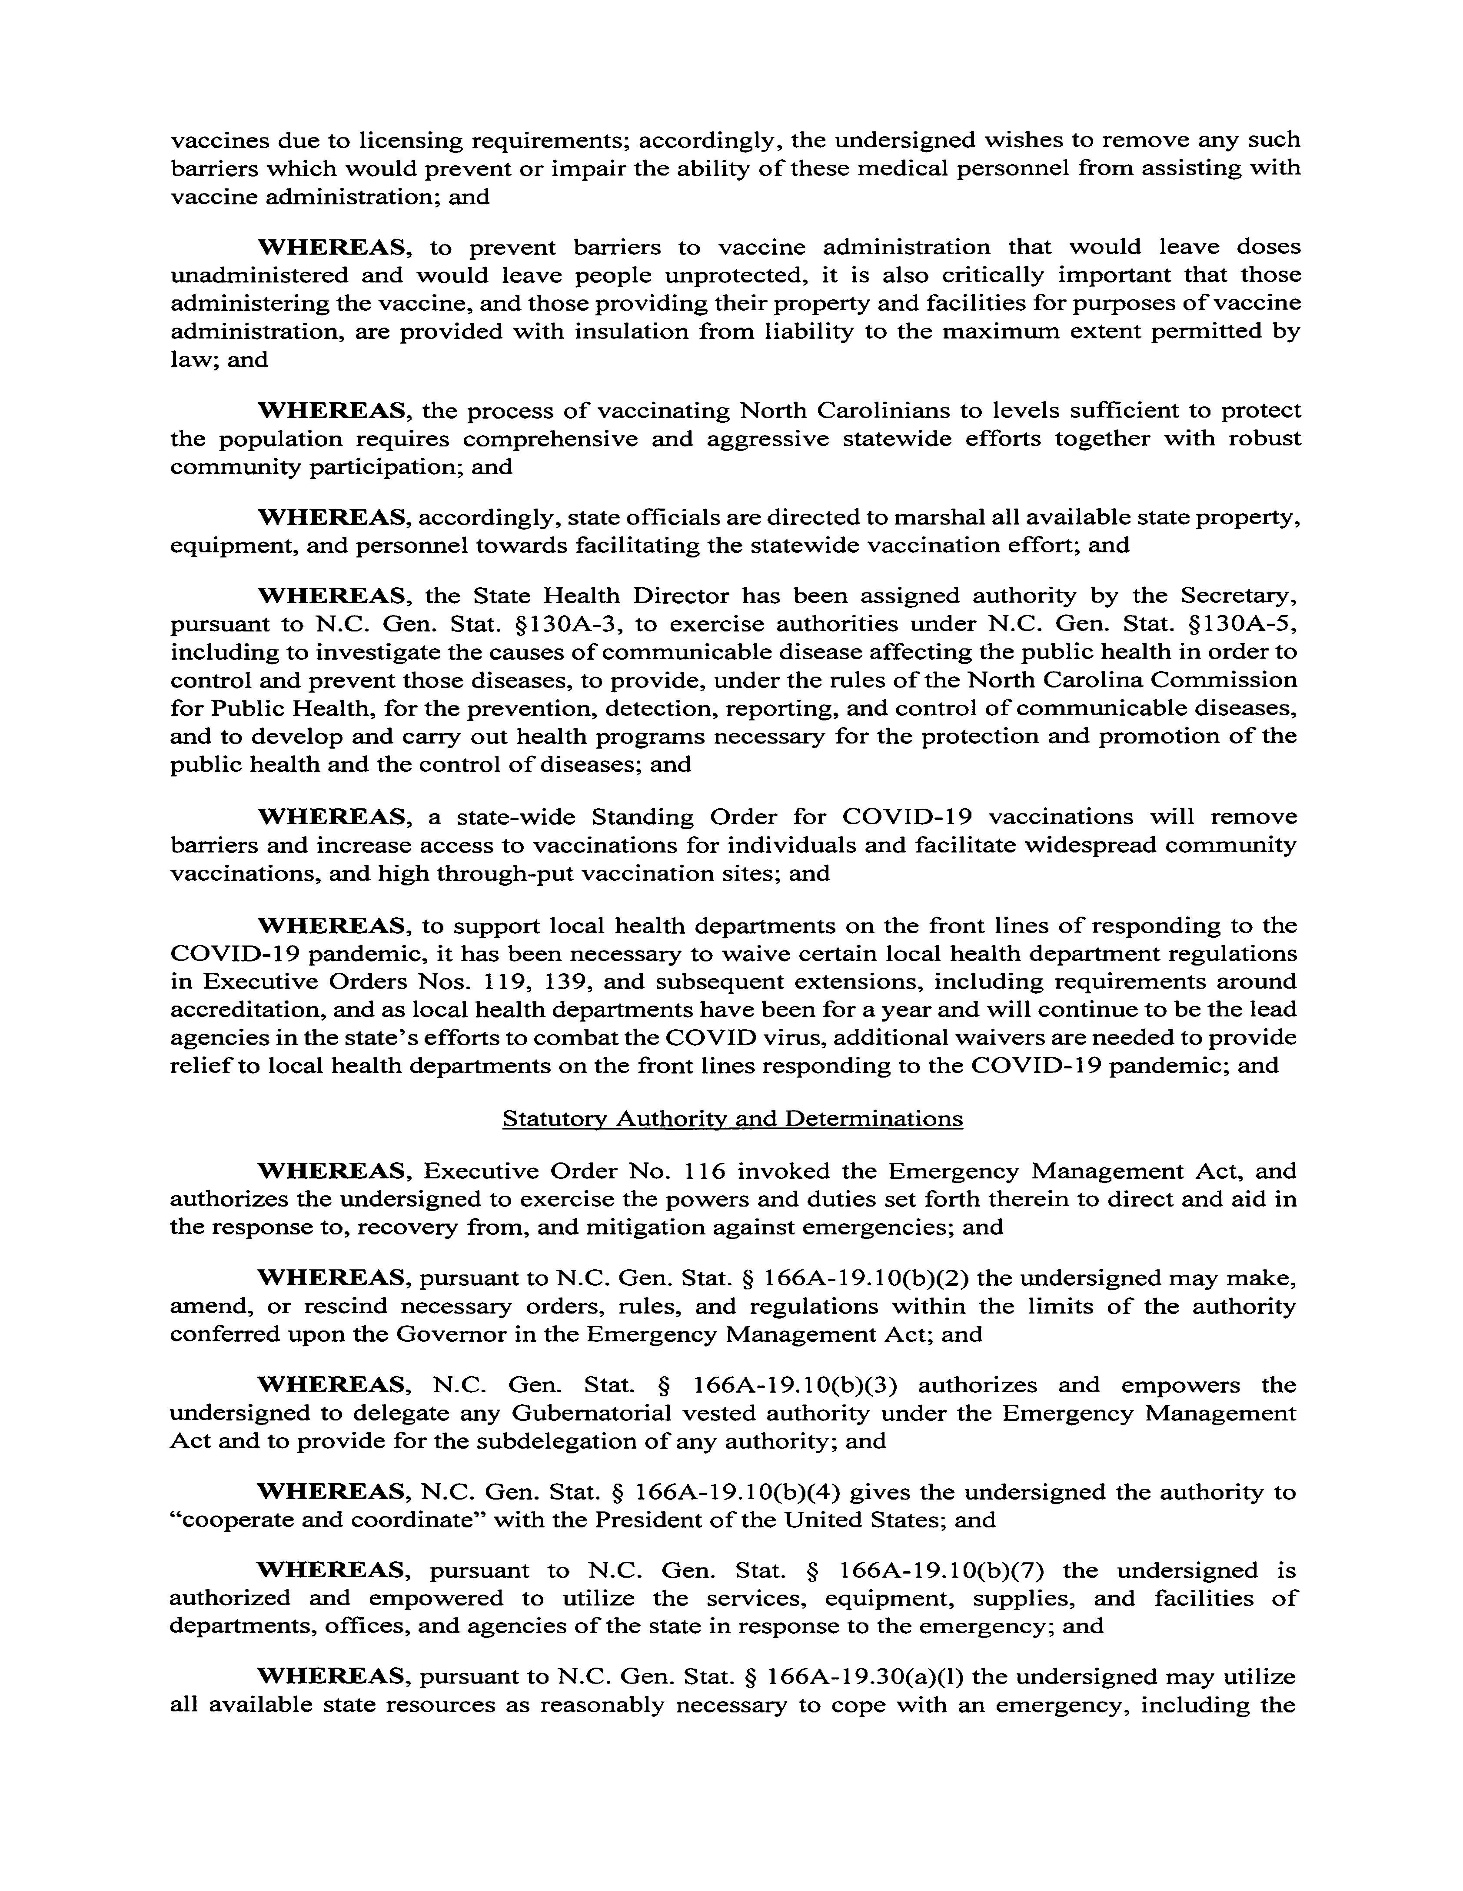 vaccines due to licensing requirements; accordingly, the undersigned wishes to remove any such
barriers which would prevent or impair the ability of these medical personnel from assisting with
vaccine administration; and
WHEREAS, to prevent barriers to vaccine administration that would leave doses
unadministered and would leave people unprotected, it is also critically important that those
administering the vaccine, and those providing their property and facilities for purposes of vaccine
administration, are provided with insulation from liability to the maximum extent permitted by
law; and
WHEREAS, the process of vaccinating North Carolinians to levels sufficient to protect
the population requires comprehensive and aggressive statewide efforts together with robust
community participation; and
WHEREAS, accordingly, state officials are directed to marshal all available state property,
equipment, and personnel towards facilitating the statewide vaccination effort; and
WHEREAS, the State Health Director has been assigned authority by the Secretary,
pursuant to N.C. Gen. Stat. §130A-3, to exercise authorities under N.C. Gen. Stat. §130A-5,
including to investigate the causes of communicable disease affecting the public health in order to
control and prevent those diseases, to provide, under the rules of the North Carolina Commission
for Public Health, for the prevention, detection, reporting, and control of communicable diseases,
and to develop and carry out health programs necessary for the protection and promotion of the
public health and the control of diseases; and
WHEREAS, a state-wide Standing Order for COVID-19 vaccinations will remove
barriers and increase access to vaccinations for individuals and facilitate widespread community
vaccinations, and high through-put vaccination sites; and
WHEREAS, to support local health departments on the front lines of responding to the
COVID-19 pandemic, it has been necessary to waive certain local health department regulations
in Executive Orders Nos. 119, 139, and subsequent extensions, including requirements around
accreditation, and as local health departments have been for a year and will continue to be the lead
agencies in the state’s efforts to combat the COVID virus, additional waivers are needed to provide
relief to local health departments on the front lines responding to the COVID-19 pandemic; and
Statutory Authority and Determinations
WHEREAS, Executive Order No. 116 invoked the Emergency Management Act, and
authorizes the undersigned to exercise the powers and duties set forth therein to direct and aid in
the response to, recovery from, and mitigation against emergencies; and
WHEREAS, pursuant to N.C. Gen. Stat. § 166A-19.10(b)(2) the undersigned may make,
amend, or rescind necessary orders, rules, and regulations within the limits of the authority
conferred upon the Governor in the Emergency Management Act; and
WHEREAS, N.C. Gen. Stat. § 166A-19.10(b)(3) authorizes and empowers the
undersigned to delegate any Gubernatorial vested authority under the Emergency Management
Act and to provide for the subdelegation of any authority; and
WHEREAS, N.C. Gen. Stat. § 166A-19.10(b)(4) gives the undersigned the authority to
“cooperate and coordinate” with the President of the United States; and
WHEREAS, pursuant to N.C. Gen. Stat. § 166A-19.10(b)(7) the undersigned is
authorized and empowered to utilize the services, equipment, supplies, and facilities of
departments, offices, and agencies of the state in response to the emergency; and
WHEREAS, pursuant to N.C. Gen. Stat. § 166A-19.30(a)(l) the undersigned may utilize
all available state resources as reasonably necessary to cope with an emergency, including the